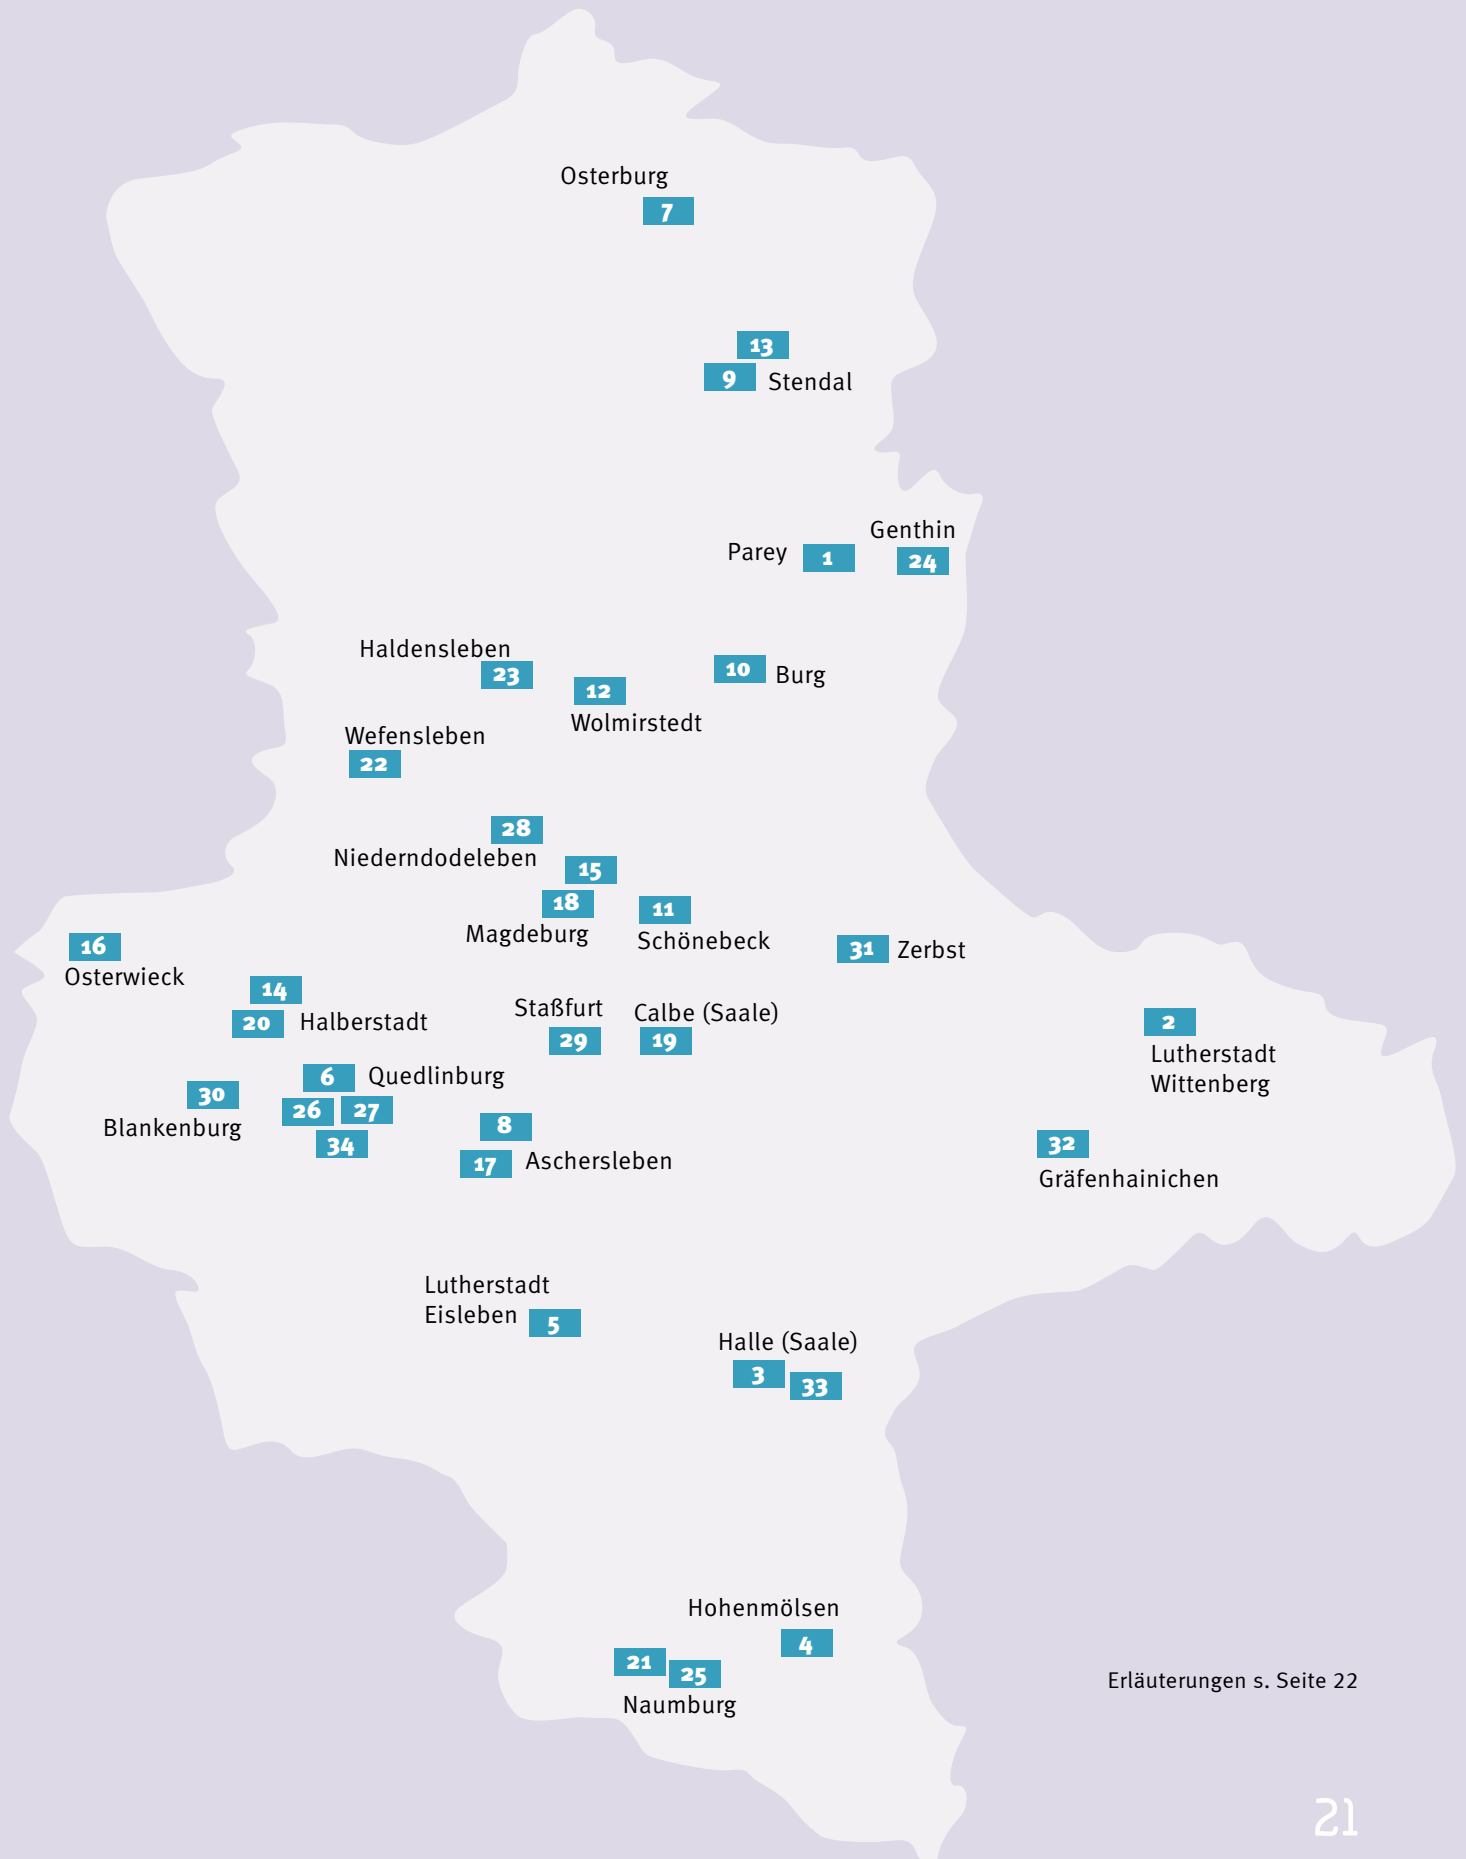 Osterburg
7
13
9
Stendal
Genthin
Parey
1
24
Haldensleben
23
12
Wolmirstedt
10
Burg
Wefensleben
22
28
Niederndodeleben
15
18
Magdeburg
11
Schönebeck
31
Zerbst
16
Osterwieck
14
20
Halberstadt
Staßfurt
29
Calbe (Saale)
19
2
Lutherstadt
Wittenberg
6
Quedlinburg
30
Blankenburg
26
27
34
8
17
Aschersleben
32
Gräfenhainichen
Lutherstadt
Eisleben
5
Halle (Saale)
3
33
Hohenmölsen
4
21
25
Naumburg
Erläuterungen s. Seite 22
21